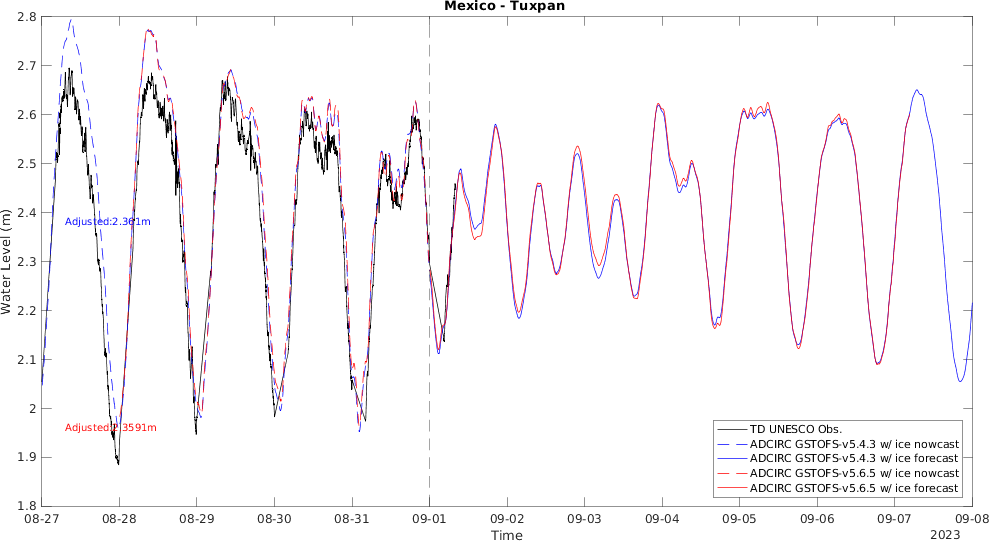 Mexico - Tuxpan
2.8
2.7
2.6
2.5
2.4
2.3
2.2
2.1
2
1.9
1.8
Water Level (m)
Adjusted:2.361m
Adjusted:2.3591m
TD UNESCO Obs.
ADCIRC GSTOFS-v5.4.3 w/ ice nowcast
ADCIRC GSTOFS-v5.4.3 w/ ice forecast
ADCIRC GSTOFS-v5.6.5 w/ ice nowcast
ADCIRC GSTOFS-v5.6.5 w/ ice forecast
08-27 08-28 08-29 08-30 08-31 09-01 09-02 09-03 09-04 09-05 09-06 09-07 09-08
Time
2023